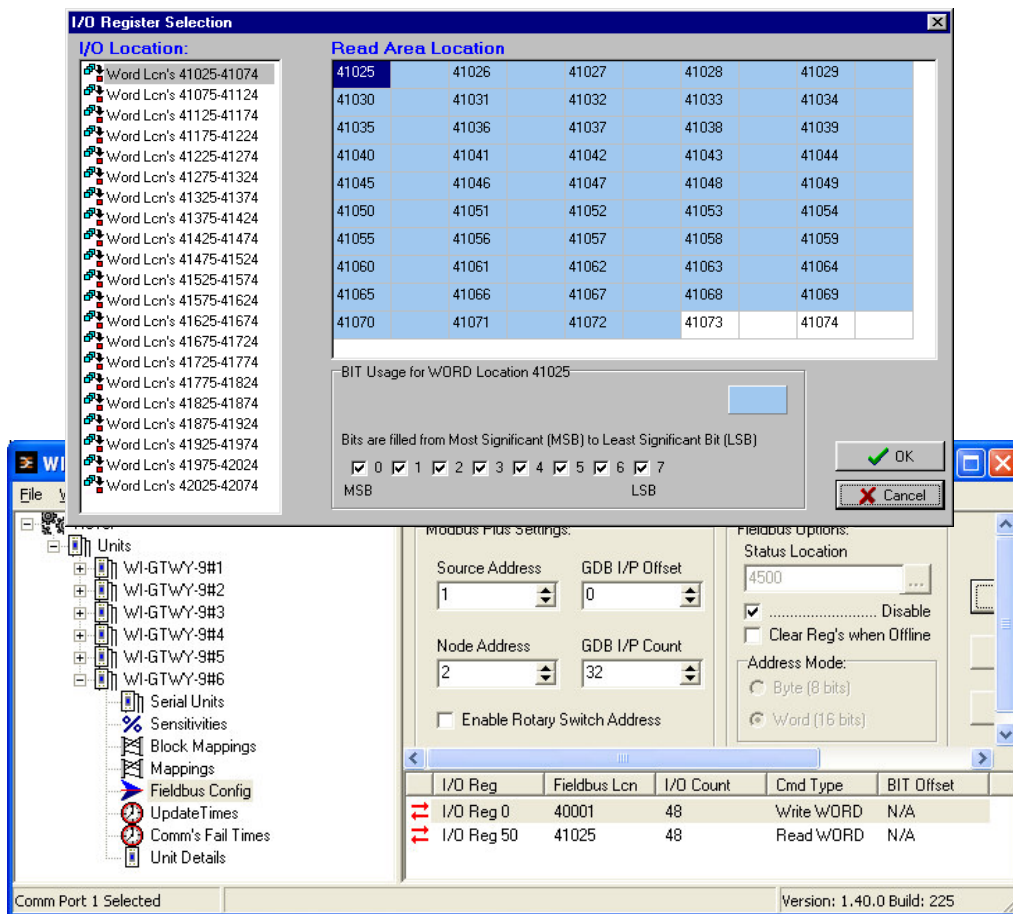 I/O Register Selection
I/O Location:
Word Lcn's 41025-41074
Word Lcn's 41075-41124
Word Lcn's 41125-41174
Word Lcn's 41175-41224
Word Lcn's 41225-41274
Word Lcn's 41275-41324
Word Lcn's 41325-41374
Word Lcn's 41375-41424
Word Lcn's 41425-41474
Word Lcn's 41475-41524
Word Lcn's 41525-41574
Word Lcn's 41575-41624
Word Lcn's 41625-41674
Word Lcn's 41675-41724
Word Lcn's 41725-41774
Word Lcn's 41775-41824
Word Lcn's 41825-41874
Word Lcn's 41875-41924
Word Lcn's 41925-41974
Word Lcn's 41975-42024
Word Lcn's 42025-42074
Read Area Location
41025 41026 41027 41028 41029
41030 41031 41032 41033 41034
41035 41036 41037 41038 41039
41040 41041 41042 41043 41044
41045 41046 41047 41048 41049
41050 41051 41052 41053 41054
41055 41056 41057 41058 41059
41060 41061 41062 41063 41064
41065 41066 41067 41068 41069
41070 41071 41072 41073 41074
BIT Usage for WORD Location 41025
Bits are filled from Most Significant (MSB) to Least Significant Bit (LSB)
0 1 2 3 4 5 6 7
MSB LSB
OK
Cancel
File
Units
WI-GTWY-9#1
WI-GTWY-9#2
WI-GTWY-9#3
WI-GTWY-9#4
WI-GTWY-9#5
WI-GTWY-9#6
Serial Units
Sensitivities
Block Mappings
Mappings
Fieldbus Config
UpdateTimes
Comm's Fail Times
Unit Details
Modbus Plus Settings:
Source Address GDB I/P Offset
1 0
Node Address GDB I/P Count
2 32
Enable Rotary Switch Address
Fieldbus Options:
Status Location
4500 ...
........................ Disable
Clear Reg's when Offline
Address Mode:
Byte (8 bits)
Word (16 bits)
I/O Reg Fieldbus Lcn I/O Count Cmd Type BIT Offset
I/O Reg 0 40001 48 Write WORD N/A
I/O Reg 50 41025 48 Read WORD N/A
Comm Port 1 Selected
Version: 1.40.0 Build: 225